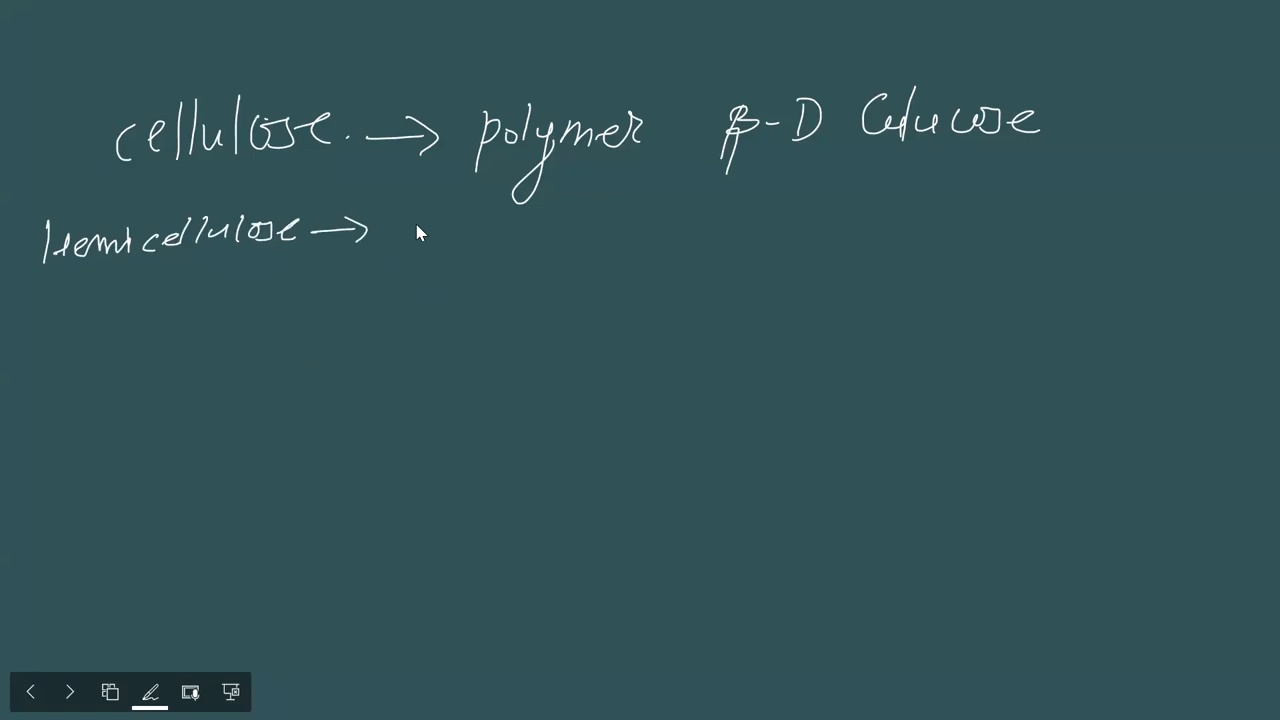 cellulose. → polymer β-D Glucose
Hemicellulose →